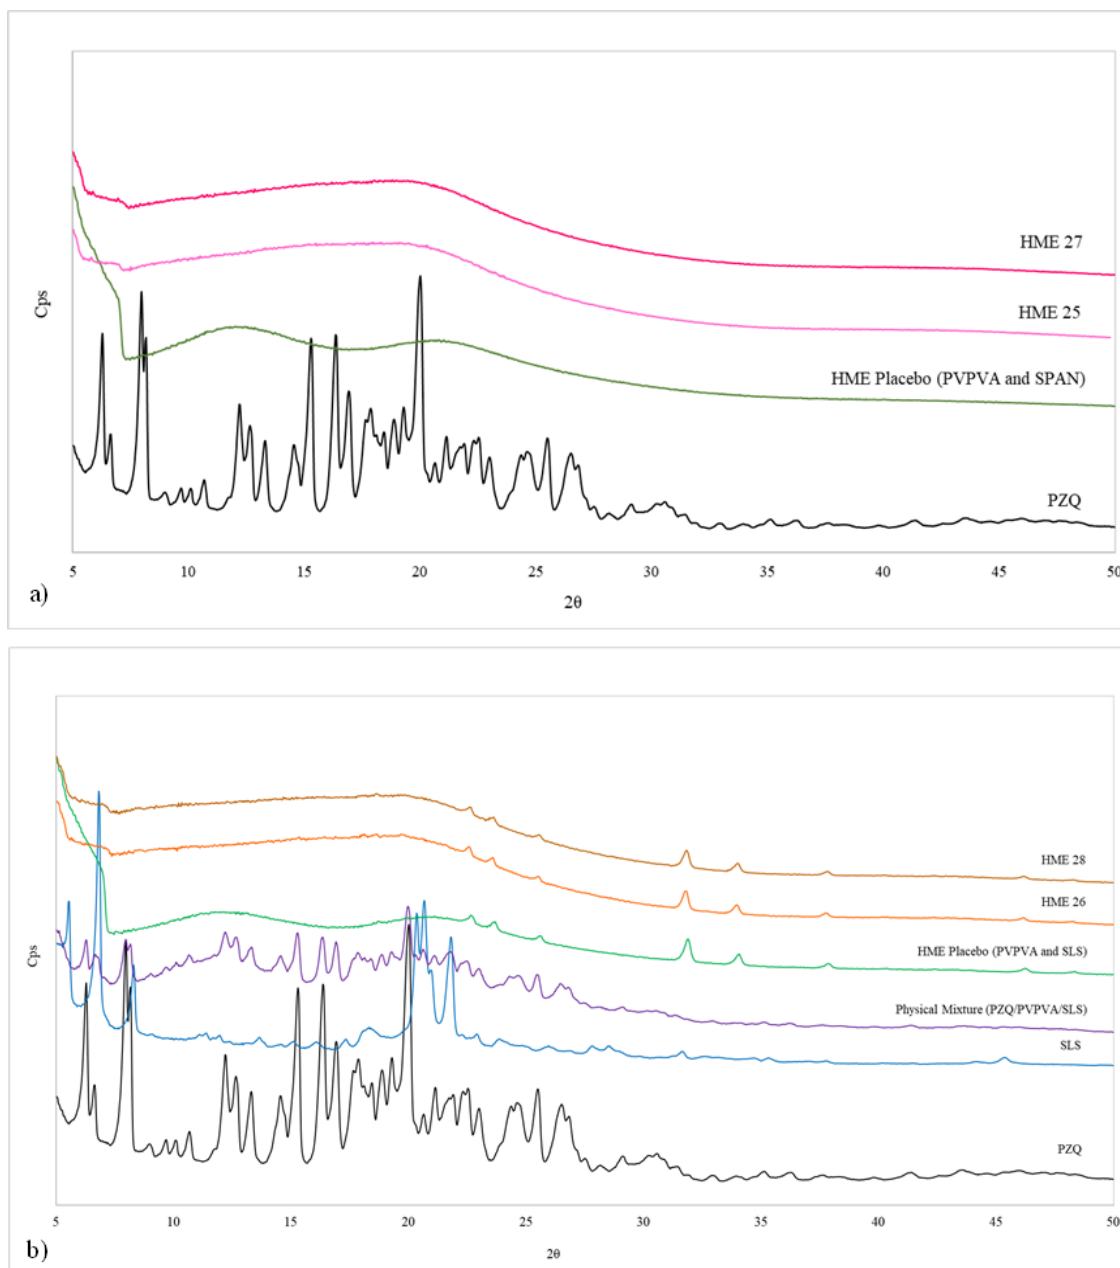 Cps
HME 27
HME 25
HME Placebo (PVPVA and SPAN)
PZQ
5 10 15 20 25 30 35 40 45 50
2θ
a)
Cps
HME 28
HME 26
HME Placebo (PVPVA and SLS)
Physical Mixture (PZQ/PVPVA/SLS)
SLS
PZQ
5 10 15 20 25 30 35 40 45 50
2θ
b)